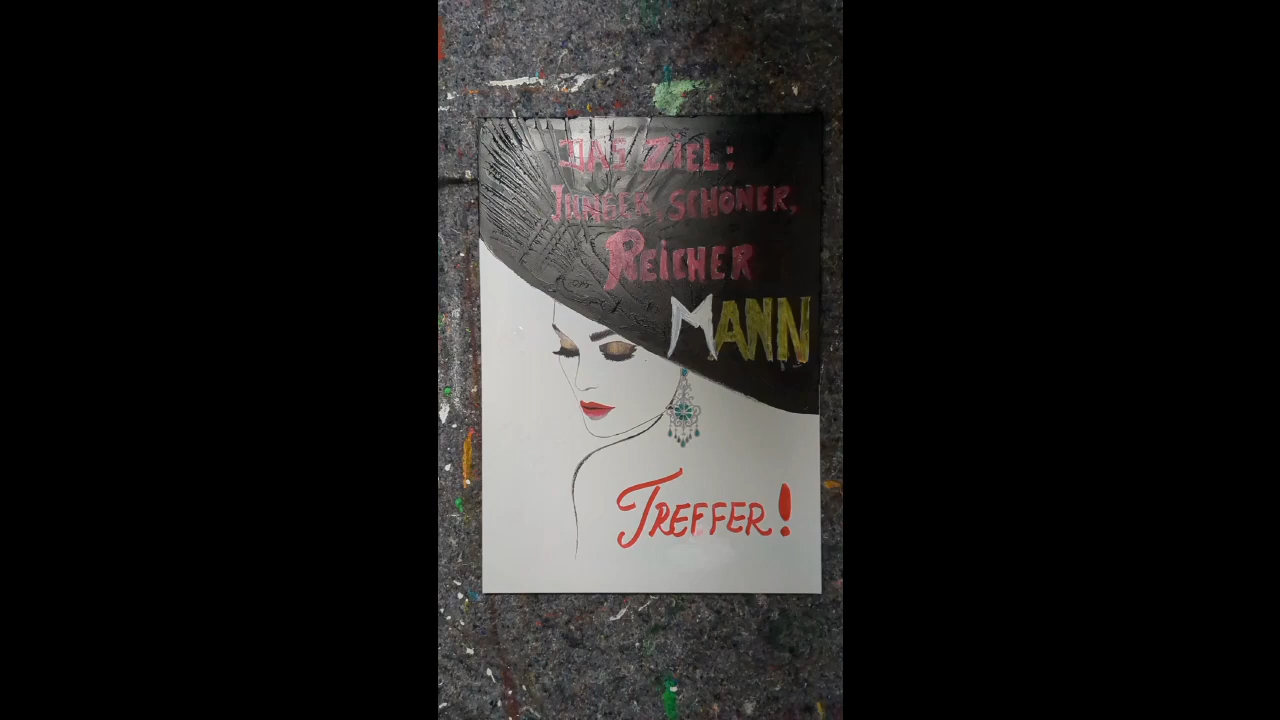 DAS ZIEL:
JUNGER, SCHÖNER,
REICHER
MANN
TREFFER!